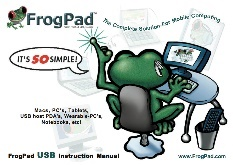 FrogPad™
The Complete Solution For Mobile Computing
IT'S SO SIMPLE!
Macs, PC's, Tablets,
USB host PDA's, Wearable-PC's,
Notebooks, etc!
FrogPad USB Instruction Manual
www.FrogPad.com